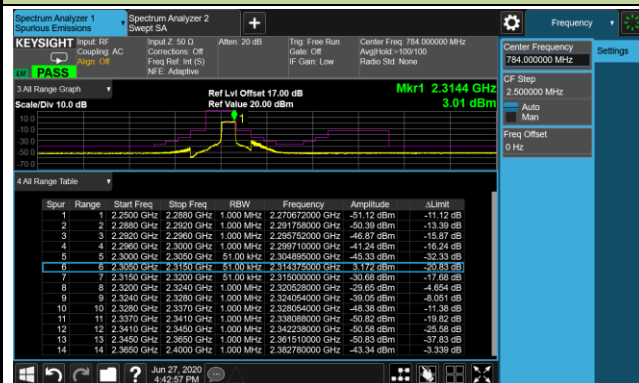 Spectrum Analyzer 1
Spurious Emissions
Spectrum Analyzer 2
Swept SA
Frequency
KEYSIGHT
Input: RF
Coupling: AC
Align: Off
Input Z: 50 Ω
Corrections: Off
Freq Ref: Int (S)
NFE: Adaptive
Atten: 20 dB
Trig: Free Run
Gate: Off
IF Gain: Low
Center Freq: 784.000000 MHz
Avg|Hold:>100/100
Radio Std: None
PASS
Center Frequency
784.000000 MHz
Settings
CF Step
2.500000 MHz
Auto
Man
Freq Offset
0 Hz
3 All Range Graph
Scale/Div 10.0 dB
Ref Lvl Offset 17.00 dB
Ref Value 20.00 dBm
Mkr1 2.3144 GHz
3.01 dBm
10.0
-10.0
-30.0
-50.0
-70.0
1
4 All Range Table
Spur Range Start Freq Stop Freq RBW Frequency Amplitude ΔLimit
1 1 2.2500 GHz 2.2880 GHz 1.000 MHz 2.270672000 GHz -51.12 dBm -11.12 dB
2 2 2.2880 GHz 2.2920 GHz 1.000 MHz 2.291758000 GHz -50.39 dBm -13.39 dB
3 3 2.2920 GHz 2.2960 GHz 1.000 MHz 2.295752000 GHz -46.87 dBm -15.87 dB
4 4 2.2960 GHz 2.3000 GHz 1.000 MHz 2.299710000 GHz -41.24 dBm -16.24 dB
5 5 2.3000 GHz 2.3050 GHz 51.00 kHz 2.304895000 GHz -45.33 dBm -32.33 dB
6 6 2.3050 GHz 2.3150 GHz 51.00 kHz 2.314375000 GHz 3.172 dBm -20.83 dB
7 7 2.3150 GHz 2.3200 GHz 51.00 kHz 2.315000000 GHz -30.68 dBm -17.68 dB
8 8 2.3200 GHz 2.3240 GHz 1.000 MHz 2.320528000 GHz -29.65 dBm -4.654 dB
9 9 2.3240 GHz 2.3280 GHz 1.000 MHz 2.324054000 GHz -39.05 dBm -8.051 dB
10 10 2.3280 GHz 2.3370 GHz 1.000 MHz 2.328054000 GHz -48.38 dBm -11.38 dB
11 11 2.3370 GHz 2.3410 GHz 1.000 MHz 2.338088000 GHz -50.82 dBm -19.82 dB
12 12 2.3410 GHz 2.3450 GHz 1.000 MHz 2.342238000 GHz -50.58 dBm -25.58 dB
13 13 2.3450 GHz 2.3650 GHz 1.000 MHz 2.361510000 GHz -50.83 dBm -37.83 dB
14 14 2.3650 GHz 2.4000 GHz 1.000 MHz 2.382780000 GHz -43.34 dBm -3.339 dB
Jun 27, 2020
4:42:57 PM